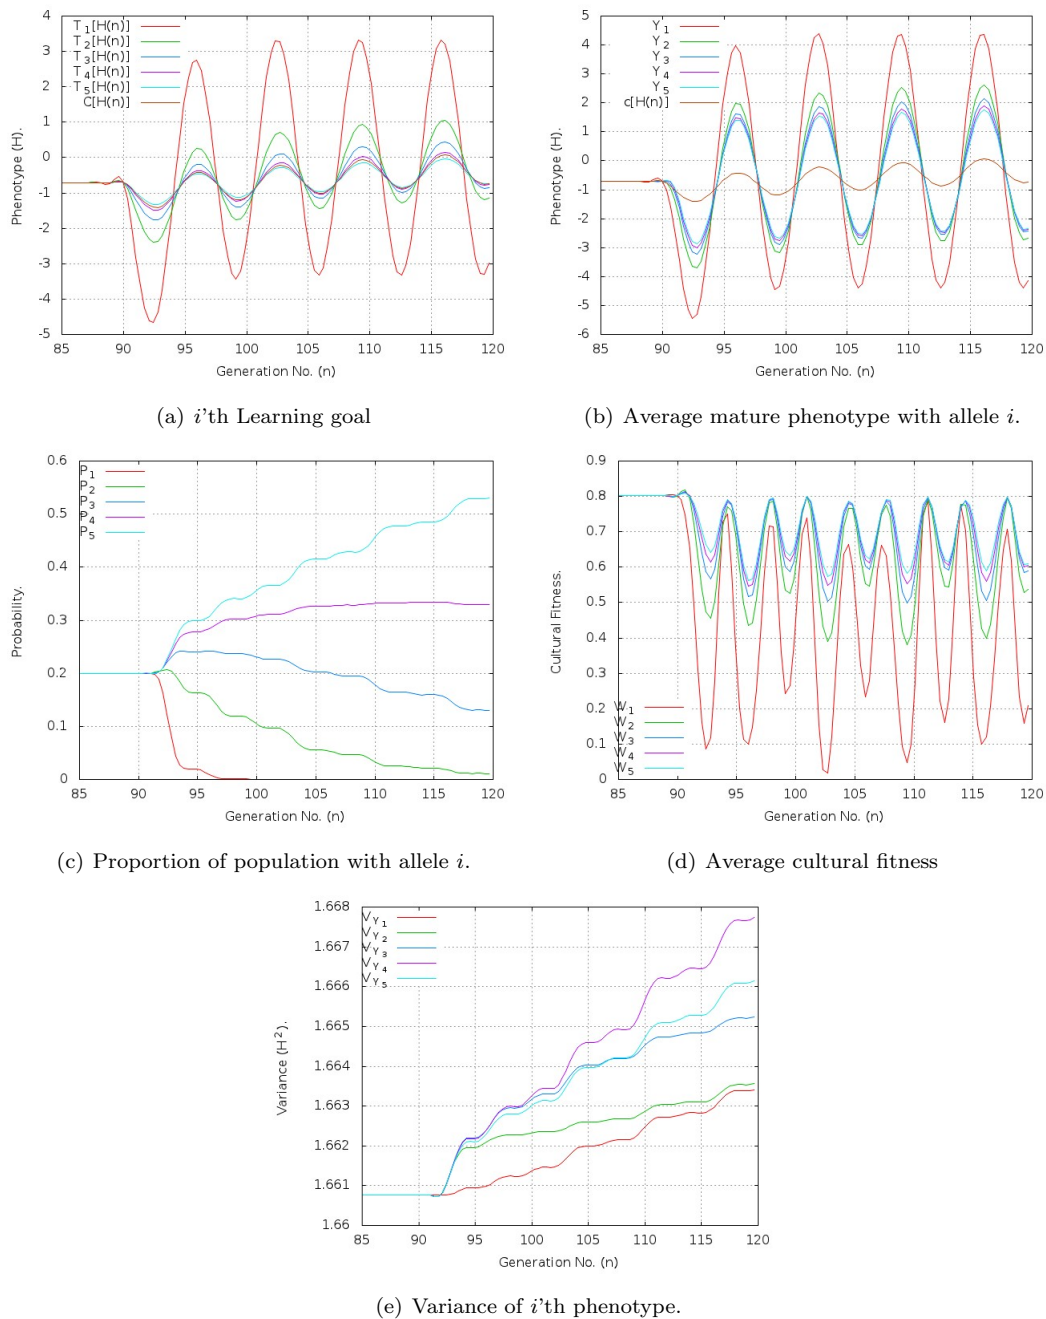 T1[H(n)]
T2[H(n)]
T3[H(n)]
T4[H(n)]
T5[H(n)]
C[H(n)]
4
3
2
1
0
-1
-2
-3
-4
-5
Phenotype (H).
85 90 95 100 105 110 115 120
Generation No. (n)
(a) i'th Learning goal
Y1
Y2
Y3
Y4
Y5
c[H(n)]
5
4
3
2
1
0
-1
-2
-3
-4
-5
-6
Phenotype (H).
85 90 95 100 105 110 115 120
Generation No. (n)
(b) Average mature phenotype with allele i.
P1
P2
P3
P4
P5
0.6
0.5
0.4
0.3
0.2
0.1
0
Probability.
85 90 95 100 105 110 115 120
Generation No. (n)
(c) Proportion of population with allele i.
0.9
0.8
0.7
0.6
0.5
0.4
0.3
0.2
0.1
0
Cultural Fitness.
W1
W2
W3
W4
W5
85 90 95 100 105 110 115 120
Generation No. (n)
(d) Average cultural fitness
VY1
VY2
VY3
VY4
VY5
1.668
1.667
1.666
1.665
1.664
1.663
1.662
1.661
1.66
Variance (H²).
85 90 95 100 105 110 115 120
Generation No. (n)
(e) Variance of i'th phenotype.